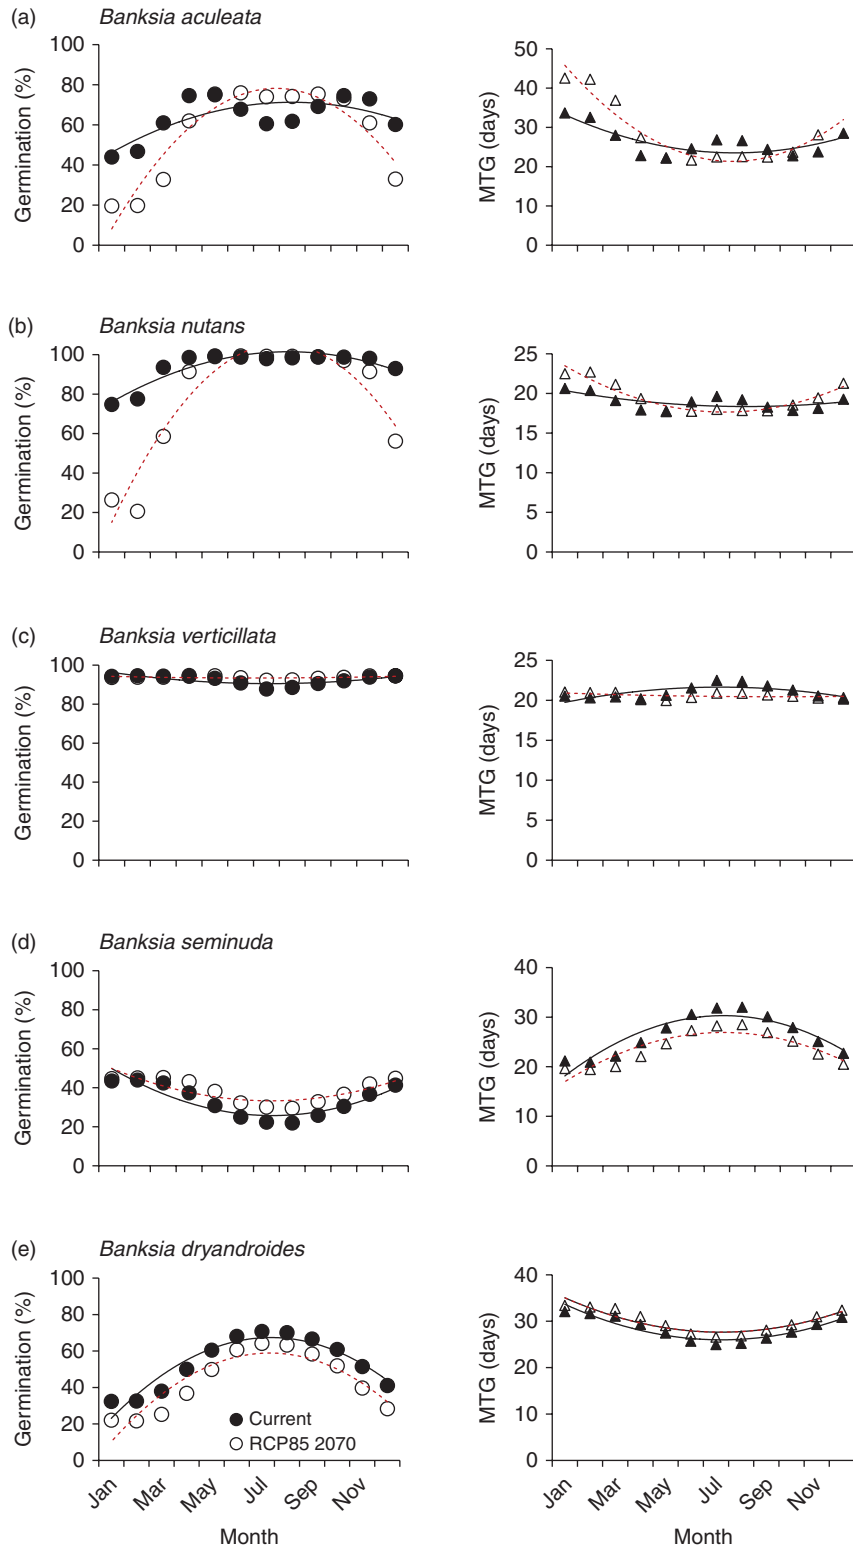 (a) Banksia aculeata
Germination (%)
100
80
60
40
20
0
MTG (days)
50
40
30
20
10
0
(b) Banksia nutans
Germination (%)
100
80
60
40
20
0
MTG (days)
25
20
15
10
5
0
(c) Banksia verticillata
Germination (%)
100
80
60
40
20
0
MTG (days)
25
20
15
10
5
0
(d) Banksia seminuda
Germination (%)
100
80
60
40
20
0
MTG (days)
40
30
20
10
0
(e) Banksia dryandroides
Germination (%)
100
80
60
40
20
0
Current
RCP85 2070
Jan Mar May Jul Sep Nov
Month
MTG (days)
40
30
20
10
0
Jan Mar May Jul Sep Nov
Month